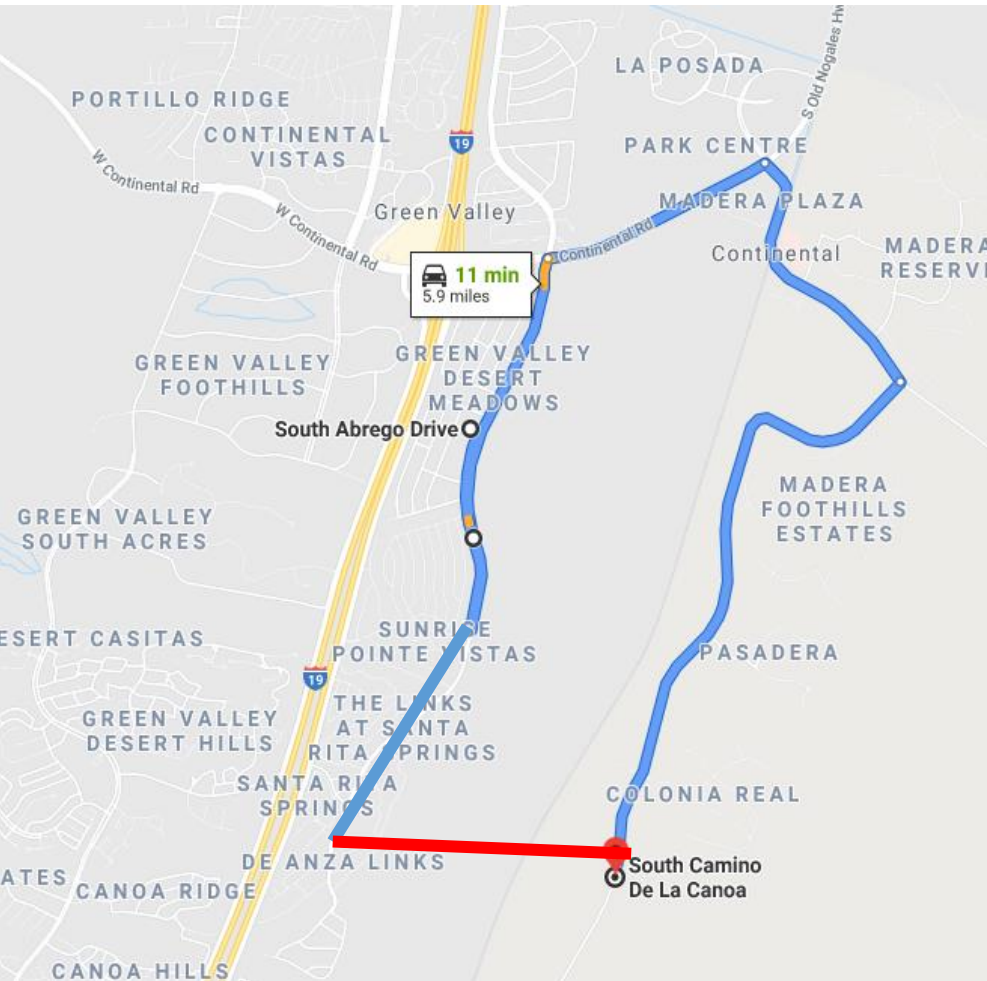 LA POSADA
S Old Nogales Hw
PORTILLO RIDGE
CONTINENTAL
VISTAS
19
PARK CENTRE
W Continental Rd
MADERA PLAZA
W Continental Rd
Green Valley
Continental Rd
Continental
MADERA
RESERV
11 min
5.9 miles
GREEN VALLEY
FOOTHILLS
GREEN VALLEY
DESERT
MEADOWS
South Abrego Drive
MADERA
FOOTHILLS
ESTATES
GREEN VALLEY
SOUTH ACRES
ESERT CASITAS
SUNRISE
POINTE VISTAS
PASADERA
19
THE LINKS
AT SANTA
RITA SPRINGS
GREEN VALLEY
DESERT HILLS
SANTA RITA
SPRINGS
COLONIA REAL
DE ANZA LINKS
South Camino
De La Canoa
ATES
CANOA RIDGE
CANOA HILLS